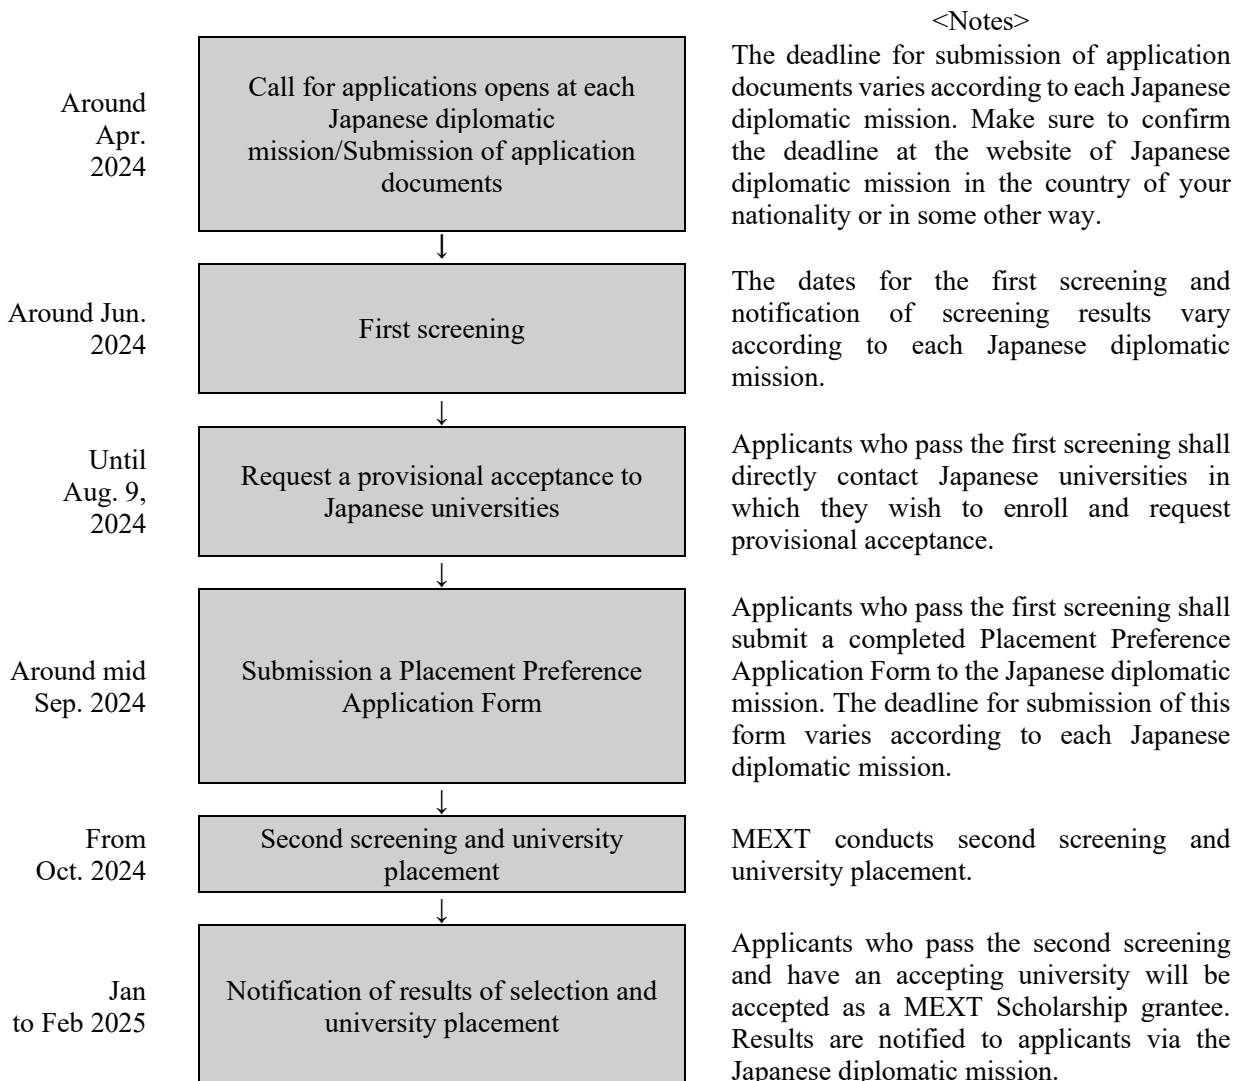 <Notes>
Around
Apr.
2024
Call for applications opens at each
Japanese diplomatic
mission/Submission of application
documents
The deadline for submission of application
documents varies according to each Japanese
diplomatic mission. Make sure to confirm
the deadline at the website of Japanese
diplomatic mission in the country of your
nationality or in some other way.
↓
Around Jun.
2024
First screening
The dates for the first screening and
notification of screening results vary
according to each Japanese diplomatic
mission.
↓
Until
Aug. 9,
2024
Request a provisional acceptance to
Japanese universities
Applicants who pass the first screening shall
directly contact Japanese universities in
which they wish to enroll and request
provisional acceptance.
↓
Around mid
Sep. 2024
Submission a Placement Preference
Application Form
Applicants who pass the first screening shall
submit a completed Placement Preference
Application Form to the Japanese diplomatic
mission. The deadline for submission of this
form varies according to each Japanese
diplomatic mission.
↓
From
Oct. 2024
Second screening and university
placement
MEXT conducts second screening and
university placement.
↓
Jan
to Feb 2025
Notification of results of selection and
university placement
Applicants who pass the second screening
and have an accepting university will be
accepted as a MEXT Scholarship grantee.
Results are notified to applicants via the
Japanese diplomatic mission.